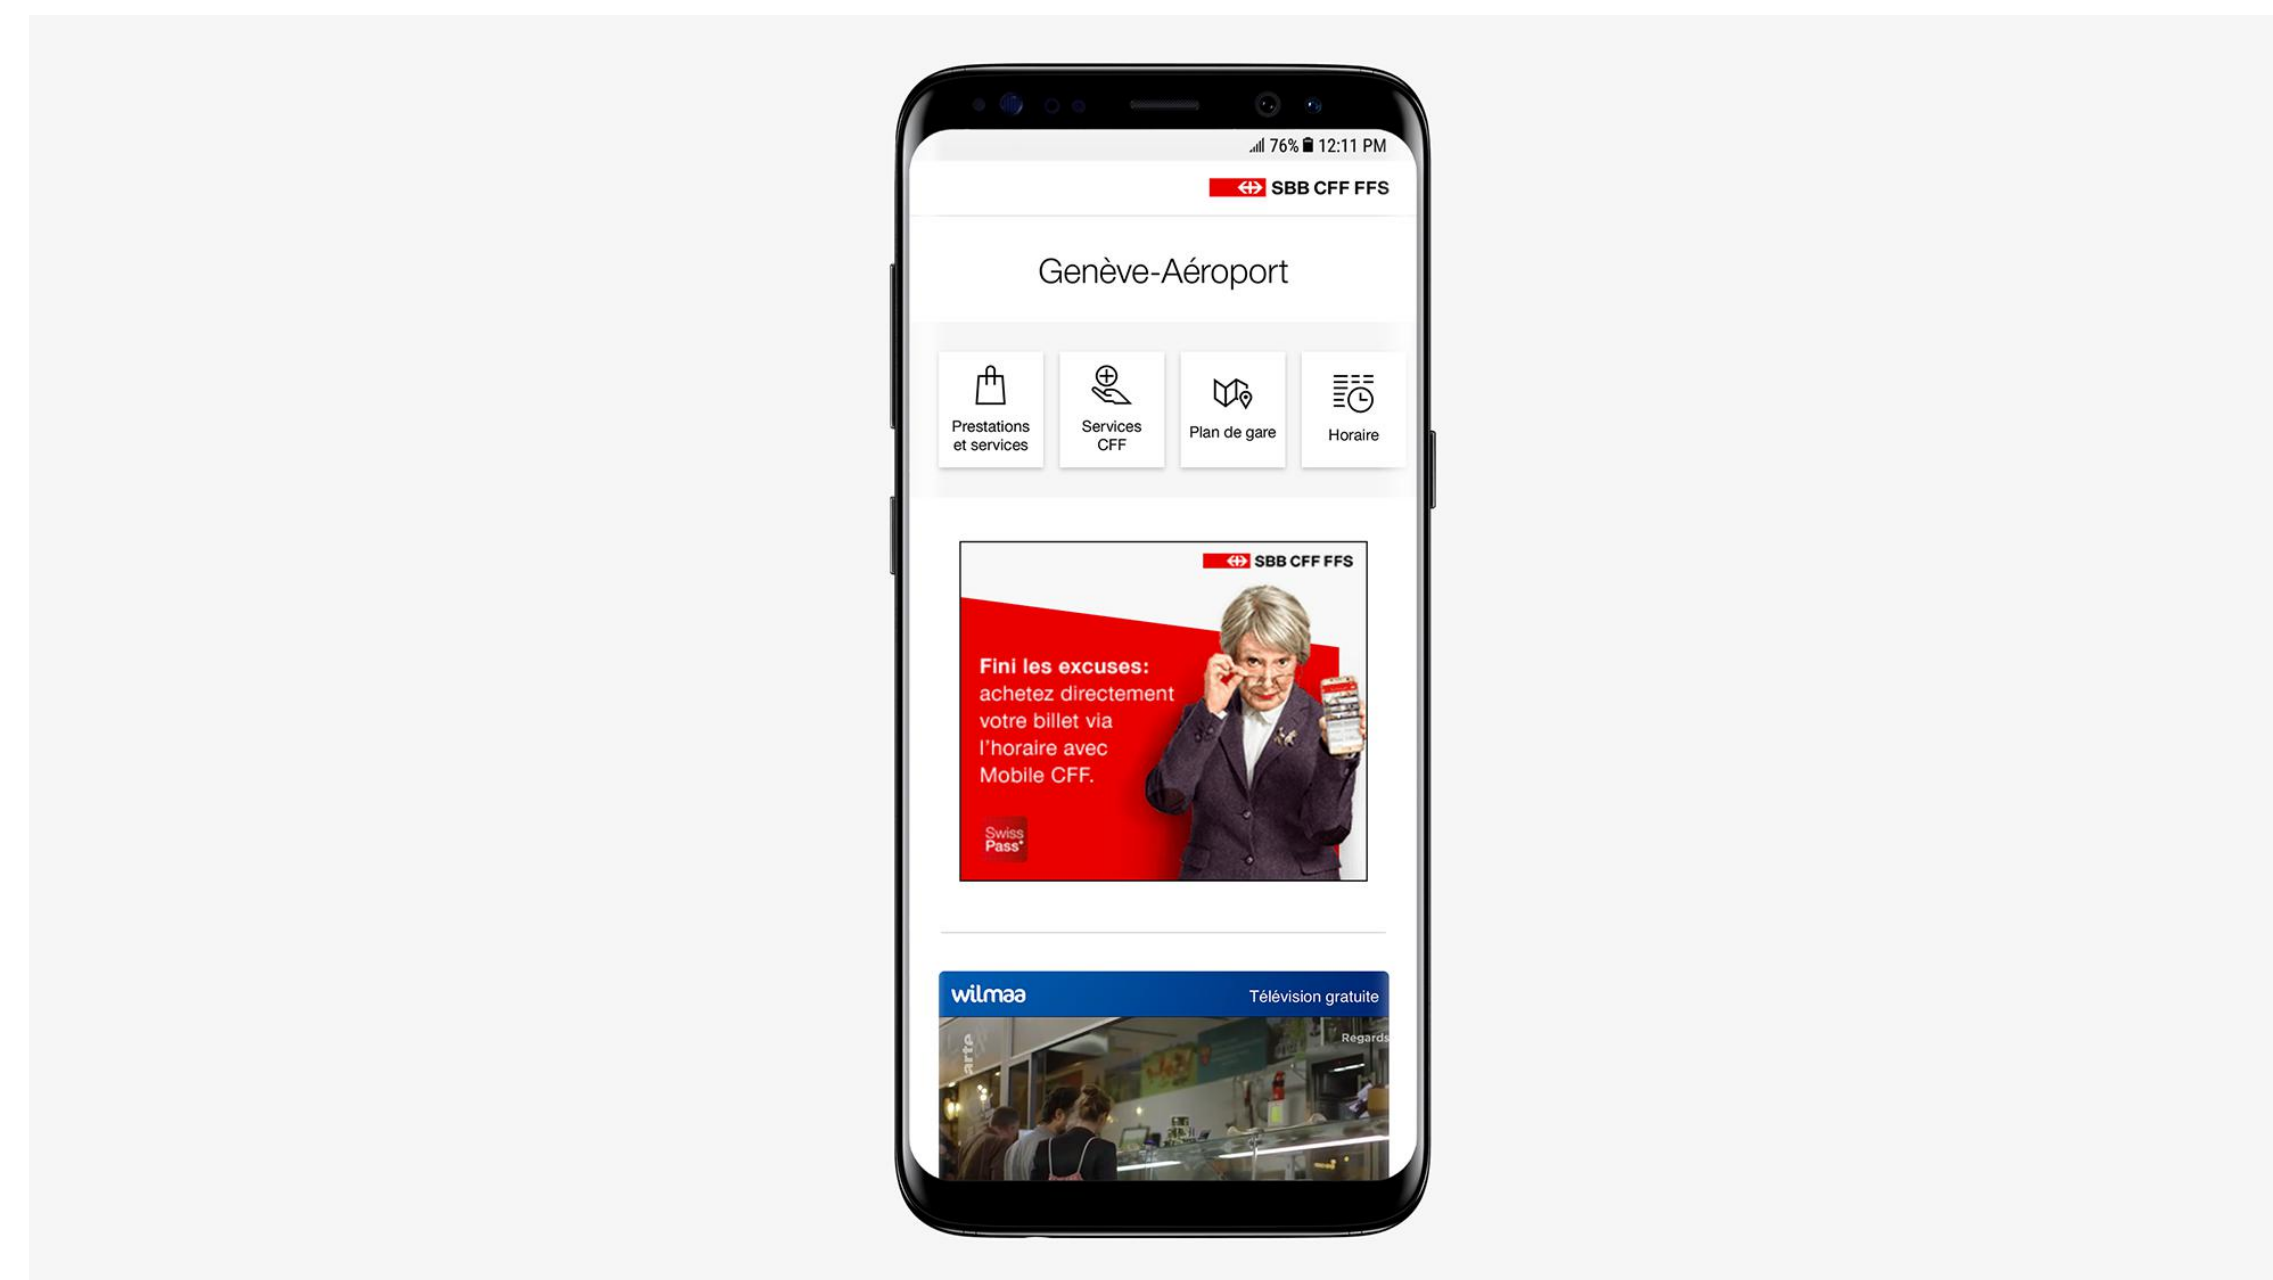 76% 12:11 PM
SBB CFF FFS
Genève-Aéroport
Prestations
et services
Services
CFF
Plan de gare
Horaire
SBB CFF FFS
Fini les excuses:
achetez directement
votre billet via
l'horaire avec
Mobile CFF.
Swiss
Pass
wilmaa
Télévision gratuite
arte
Regards